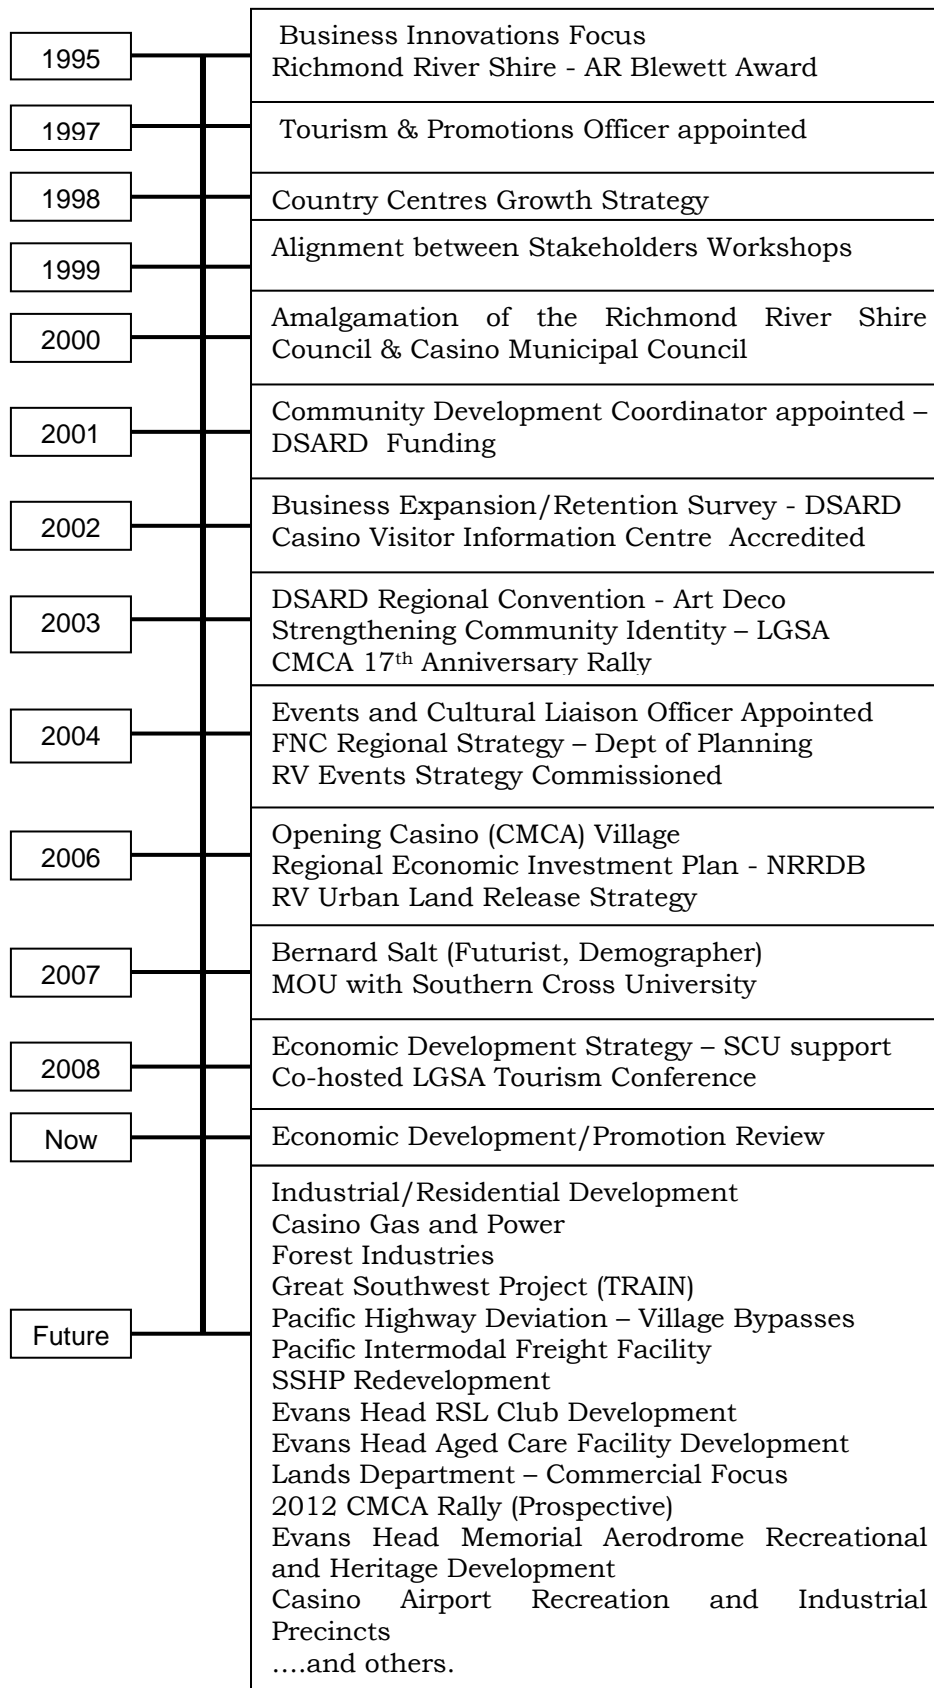 1995
Business Innovations Focus
Richmond River Shire - AR Blewett Award
1997
Tourism & Promotions Officer appointed
1998
Country Centres Growth Strategy
1999
Alignment between Stakeholders Workshops
2000
Amalgamation of the Richmond River Shire
Council & Casino Municipal Council
2001
Community Development Coordinator appointed –
DSARD Funding
2002
Business Expansion/Retention Survey - DSARD
Casino Visitor Information Centre Accredited
2003
DSARD Regional Convention - Art Deco
Strengthening Community Identity – LGSA
CMCA 17th Anniversary Rally
2004
Events and Cultural Liaison Officer Appointed
FNC Regional Strategy – Dept of Planning
RV Events Strategy Commissioned
2006
Opening Casino (CMCA) Village
Regional Economic Investment Plan - NRRDB
RV Urban Land Release Strategy
2007
Bernard Salt (Futurist, Demographer)
MOU with Southern Cross University
2008
Economic Development Strategy – SCU support
Co-hosted LGSA Tourism Conference
Now
Economic Development/Promotion Review
Future
Industrial/Residential Development
Casino Gas and Power
Forest Industries
Great Southwest Project (TRAIN)
Pacific Highway Deviation – Village Bypasses
Pacific Intermodal Freight Facility
SSHP Redevelopment
Evans Head RSL Club Development
Evans Head Aged Care Facility Development
Lands Department – Commercial Focus
2012 CMCA Rally (Prospective)
Evans Head Memorial Aerodrome Recreational
and Heritage Development
Casino Airport Recreation and Industrial
Precincts
….and others.